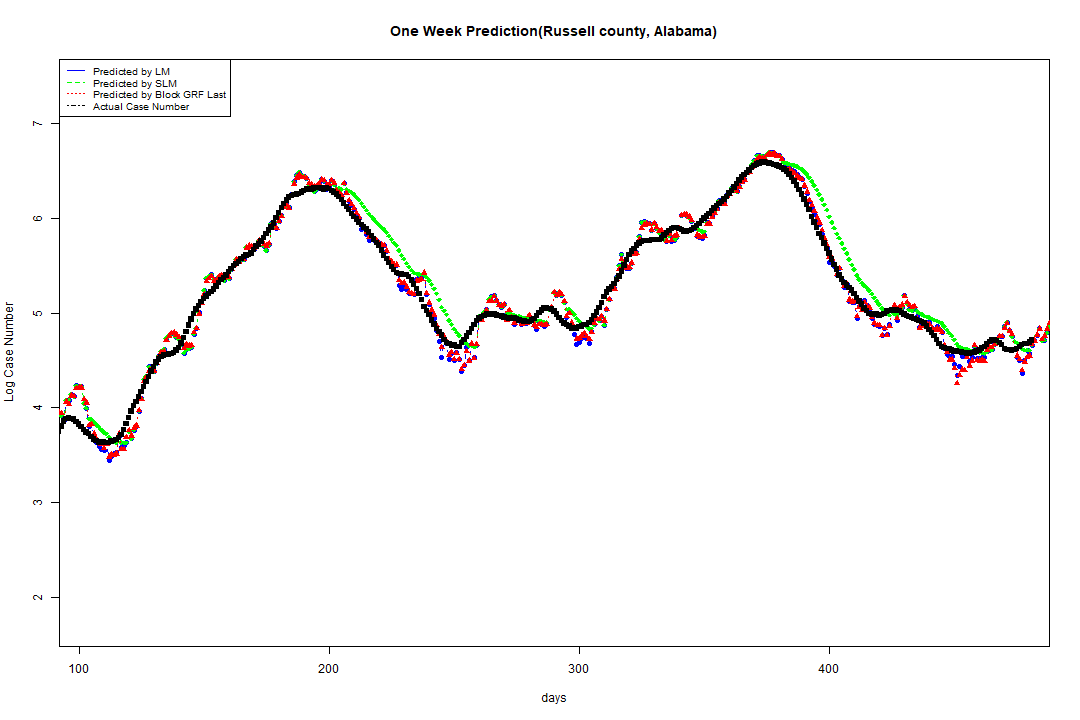 One Week Prediction(Russell county, Alabama)
Predicted by LM
Predicted by SLM
Predicted by Block GRF Last
Actual Case Number
7
6
5
4
3
2
Log Case Number
100 200 300 400
days